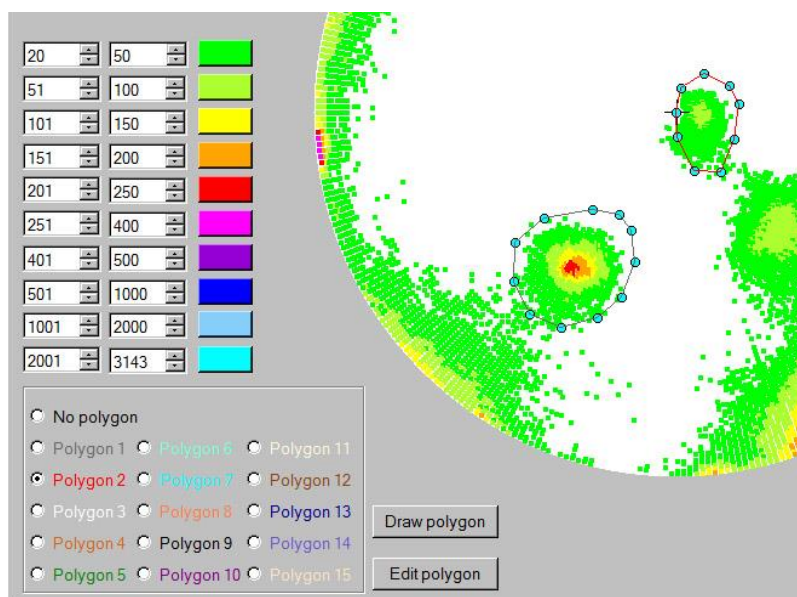 20 50
51 100
101 150
151 200
201 250
251 400
401 500
501 1000
1001 2000
2001 3143
No polygon
Polygon 1 Polygon 6 Polygon 11
Polygon 2 Polygon 7 Polygon 12
Polygon 3 Polygon 8 Polygon 13
Polygon 4 Polygon 9 Polygon 14
Polygon 5 Polygon 10 Polygon 15
Draw polygon
Edit polygon